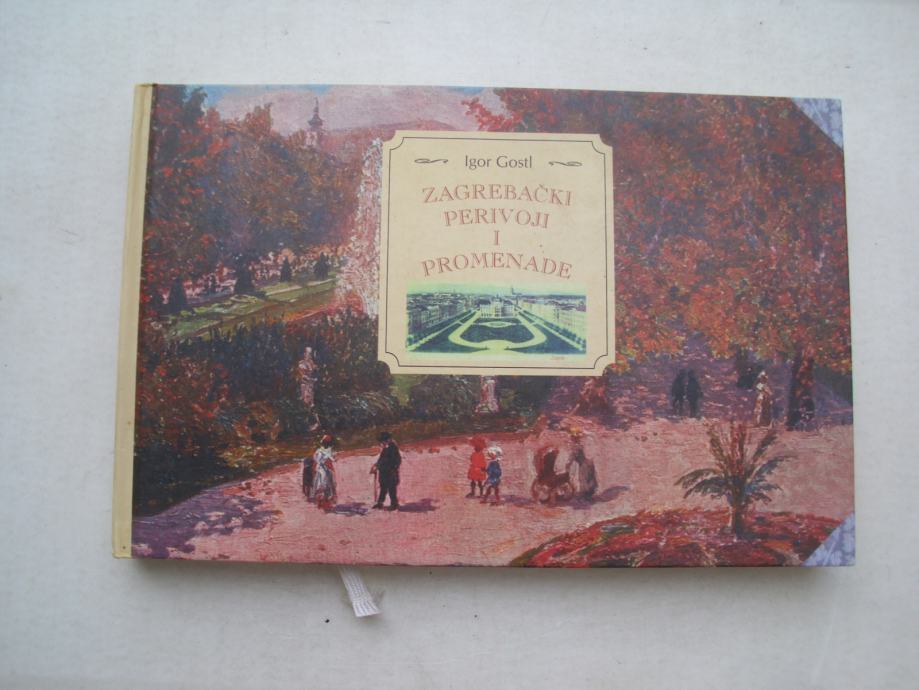 Igor Gostl
ZAGREBAČKI
PERIVOJI
I
PROMENADE